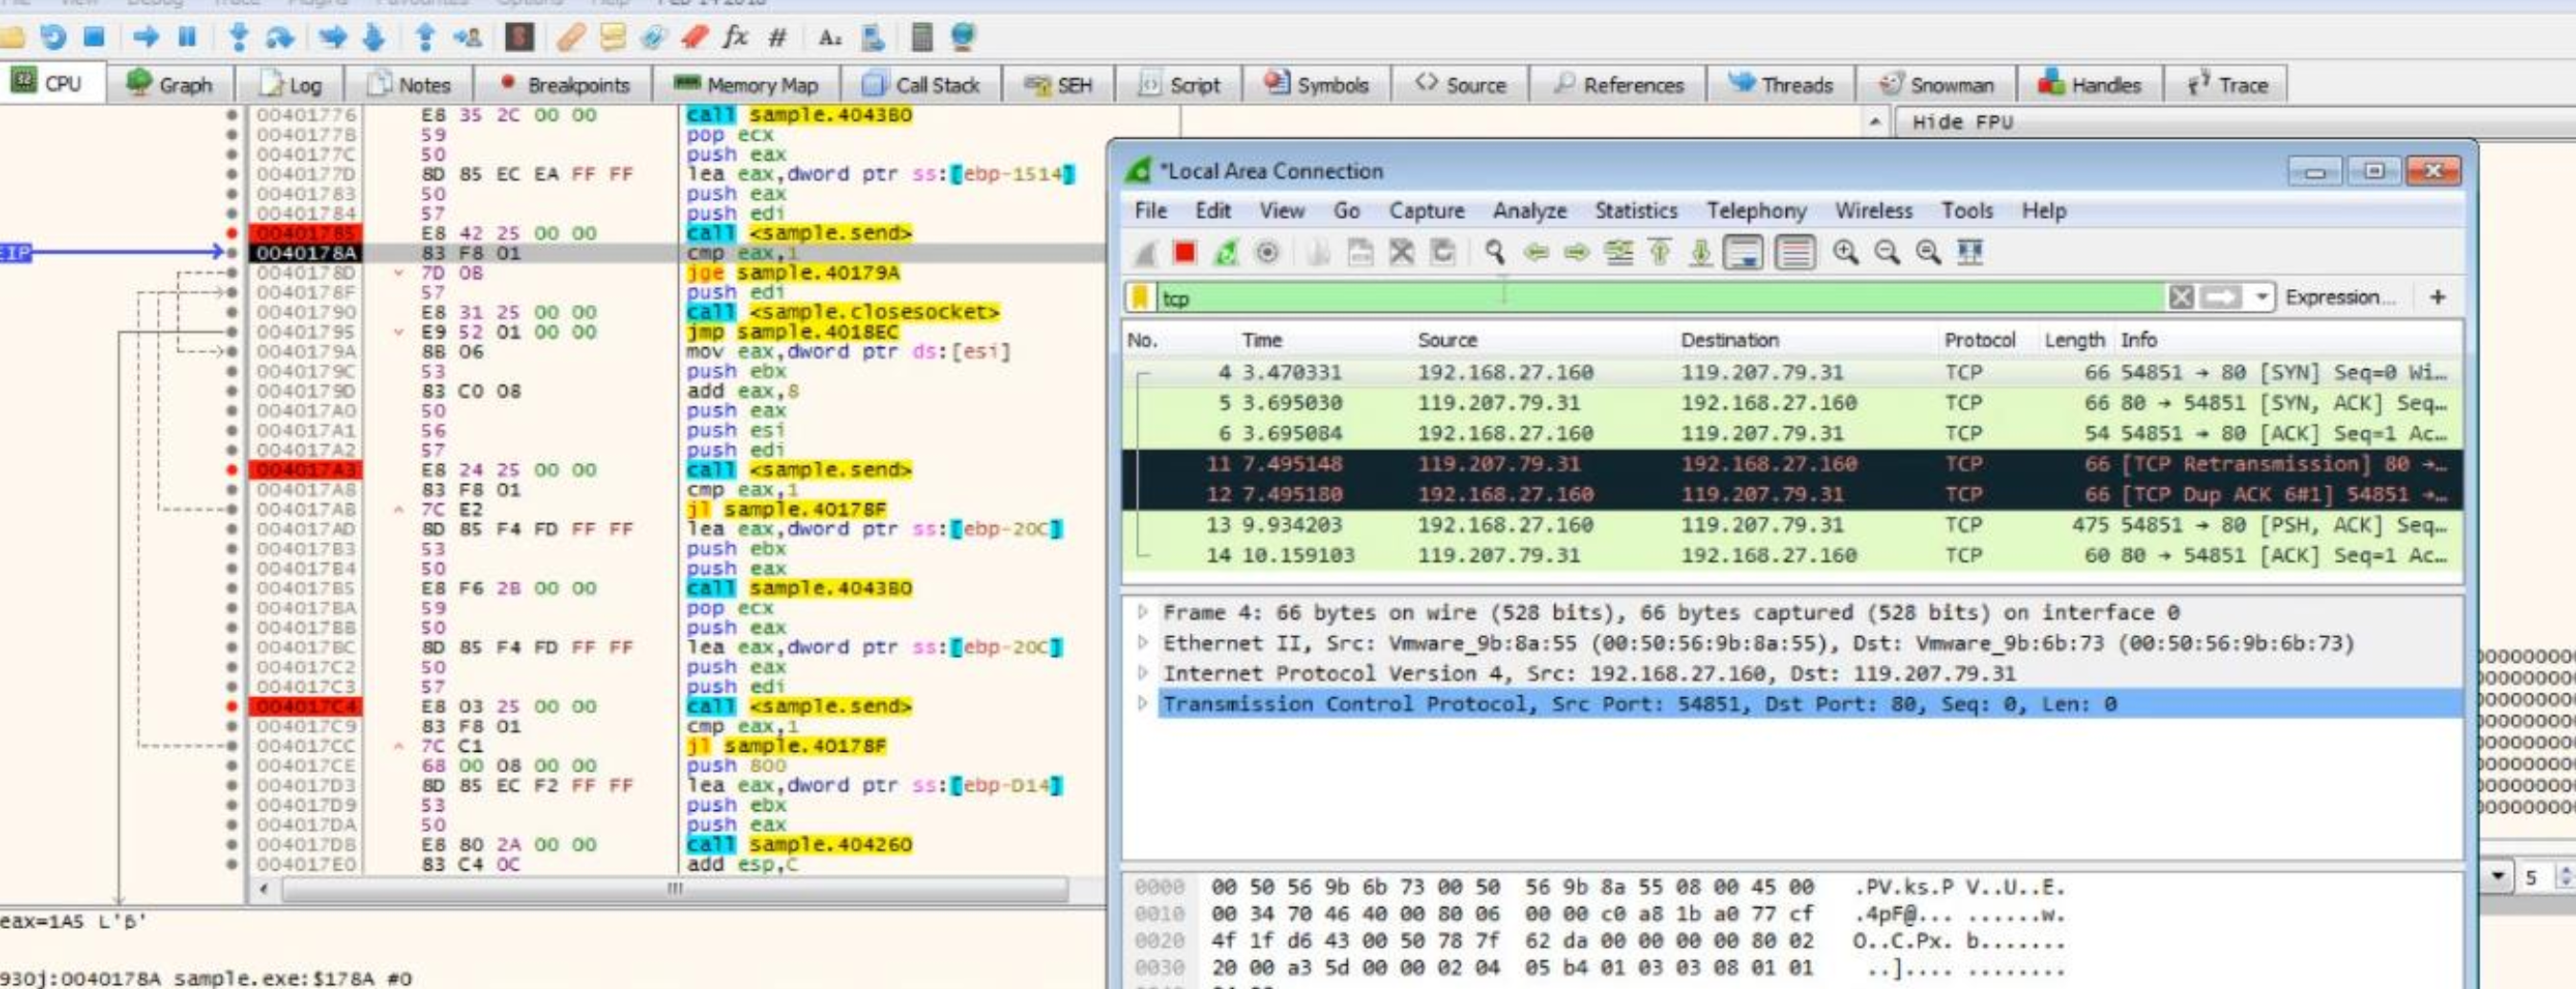 CPU Graph Log Notes Breakpoints Memory Map Call Stack SEH Script Symbols Source References Threads Snowman Handles Trace
Hide FPU
EIP
00401776 E8 35 2C 00 00 call sample.4043B0
0040177B 59 pop ecx
0040177C 50 push eax
0040177D 8D 85 EC EA FF FF lea eax,dword ptr ss:[ebp-1514]
00401783 50 push eax
00401784 57 push edi
00401785 E8 42 25 00 00 call <sample.send>
0040178A 83 F8 01 cmp eax,1
0040178D 7D 0B jge sample.40179A
0040178F 57 push edi
00401790 E8 31 25 00 00 call <sample.closesocket>
00401795 E9 52 01 00 00 jmp sample.4018EC
0040179A 8B 06 mov eax,dword ptr ds:[esi]
0040179C 53 push ebx
0040179D 83 C0 08 add eax,8
004017A0 50 push eax
004017A1 56 push esi
004017A2 57 push edi
004017A3 E8 24 25 00 00 call <sample.send>
004017A8 83 F8 01 cmp eax,1
004017AB 7C E2 jl sample.40178F
004017AD 8D 85 F4 FD FF FF lea eax,dword ptr ss:[ebp-20C]
004017B3 53 push ebx
004017B4 50 push eax
004017B5 E8 F6 2B 00 00 call sample.4043B0
004017BA 59 pop ecx
004017BB 50 push eax
004017BC 8D 85 F4 FD FF FF lea eax,dword ptr ss:[ebp-20C]
004017C2 50 push eax
004017C3 57 push edi
004017C4 E8 03 25 00 00 call <sample.send>
004017C9 83 F8 01 cmp eax,1
004017CC 7C C1 jl sample.40178F
004017CE 68 00 08 00 00 push 800
004017D3 8D 85 EC F2 FF FF lea eax,dword ptr ss:[ebp-D14]
004017D9 53 push ebx
004017DA 50 push eax
004017DB E8 80 2A 00 00 call sample.404260
004017E0 83 C4 0C add esp,C
930j:0040178A sample.exe:$178A #0
*Local Area Connection
File Edit View Go Capture Analyze Statistics Telephony Wireless Tools Help
tcp Expression... +
No. Time Source Destination Protocol Length Info
4 3.470331 192.168.27.160 119.207.79.31 TCP 66 54851 → 80 [SYN] Seq=0 Wi…
5 3.695030 119.207.79.31 192.168.27.160 TCP 66 80 → 54851 [SYN, ACK] Seq…
6 3.695084 192.168.27.160 119.207.79.31 TCP 54 54851 → 80 [ACK] Seq=1 Ac…
11 7.495148 119.207.79.31 192.168.27.160 TCP 66 [TCP Retransmission] 80 →…
12 7.495180 192.168.27.160 119.207.79.31 TCP 66 [TCP Dup ACK 6#1] 54851 →…
13 9.934203 192.168.27.160 119.207.79.31 TCP 475 54851 → 80 [PSH, ACK] Seq…
14 10.159103 119.207.79.31 192.168.27.160 TCP 60 80 → 54851 [ACK] Seq=1 Ac…
Frame 4: 66 bytes on wire (528 bits), 66 bytes captured (528 bits) on interface 0
Ethernet II, Src: Vmware_9b:8a:55 (00:50:56:9b:8a:55), Dst: Vmware_9b:6b:73 (00:50:56:9b:6b:73)
Internet Protocol Version 4, Src: 192.168.27.160, Dst: 119.207.79.31
Transmission Control Protocol, Src Port: 54851, Dst Port: 80, Seq: 0, Len: 0
0000 00 50 56 9b 6b 73 00 50 56 9b 8a 55 08 00 45 00 .PV.ks.P V..U..E.
0010 00 34 70 46 40 00 80 06 00 00 c0 a8 1b a0 77 cf .4pF@... ......w.
0020 4f 1f d6 43 00 50 78 7f 62 da 00 00 00 00 80 02 O..C.Px. b.......
0030 20 00 a3 5d 00 00 02 04 05 b4 01 03 03 08 01 01 ..].... ........
5